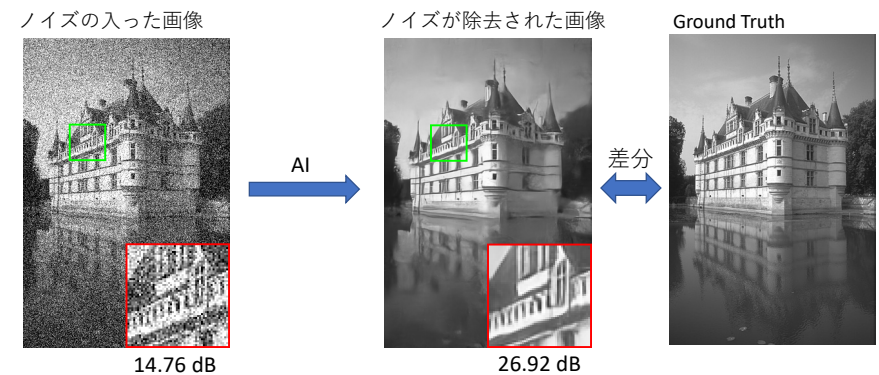 ノイズの入った画像
ノイズが除去された画像
Ground Truth
AI
差分
14.76 dB
26.92 dB